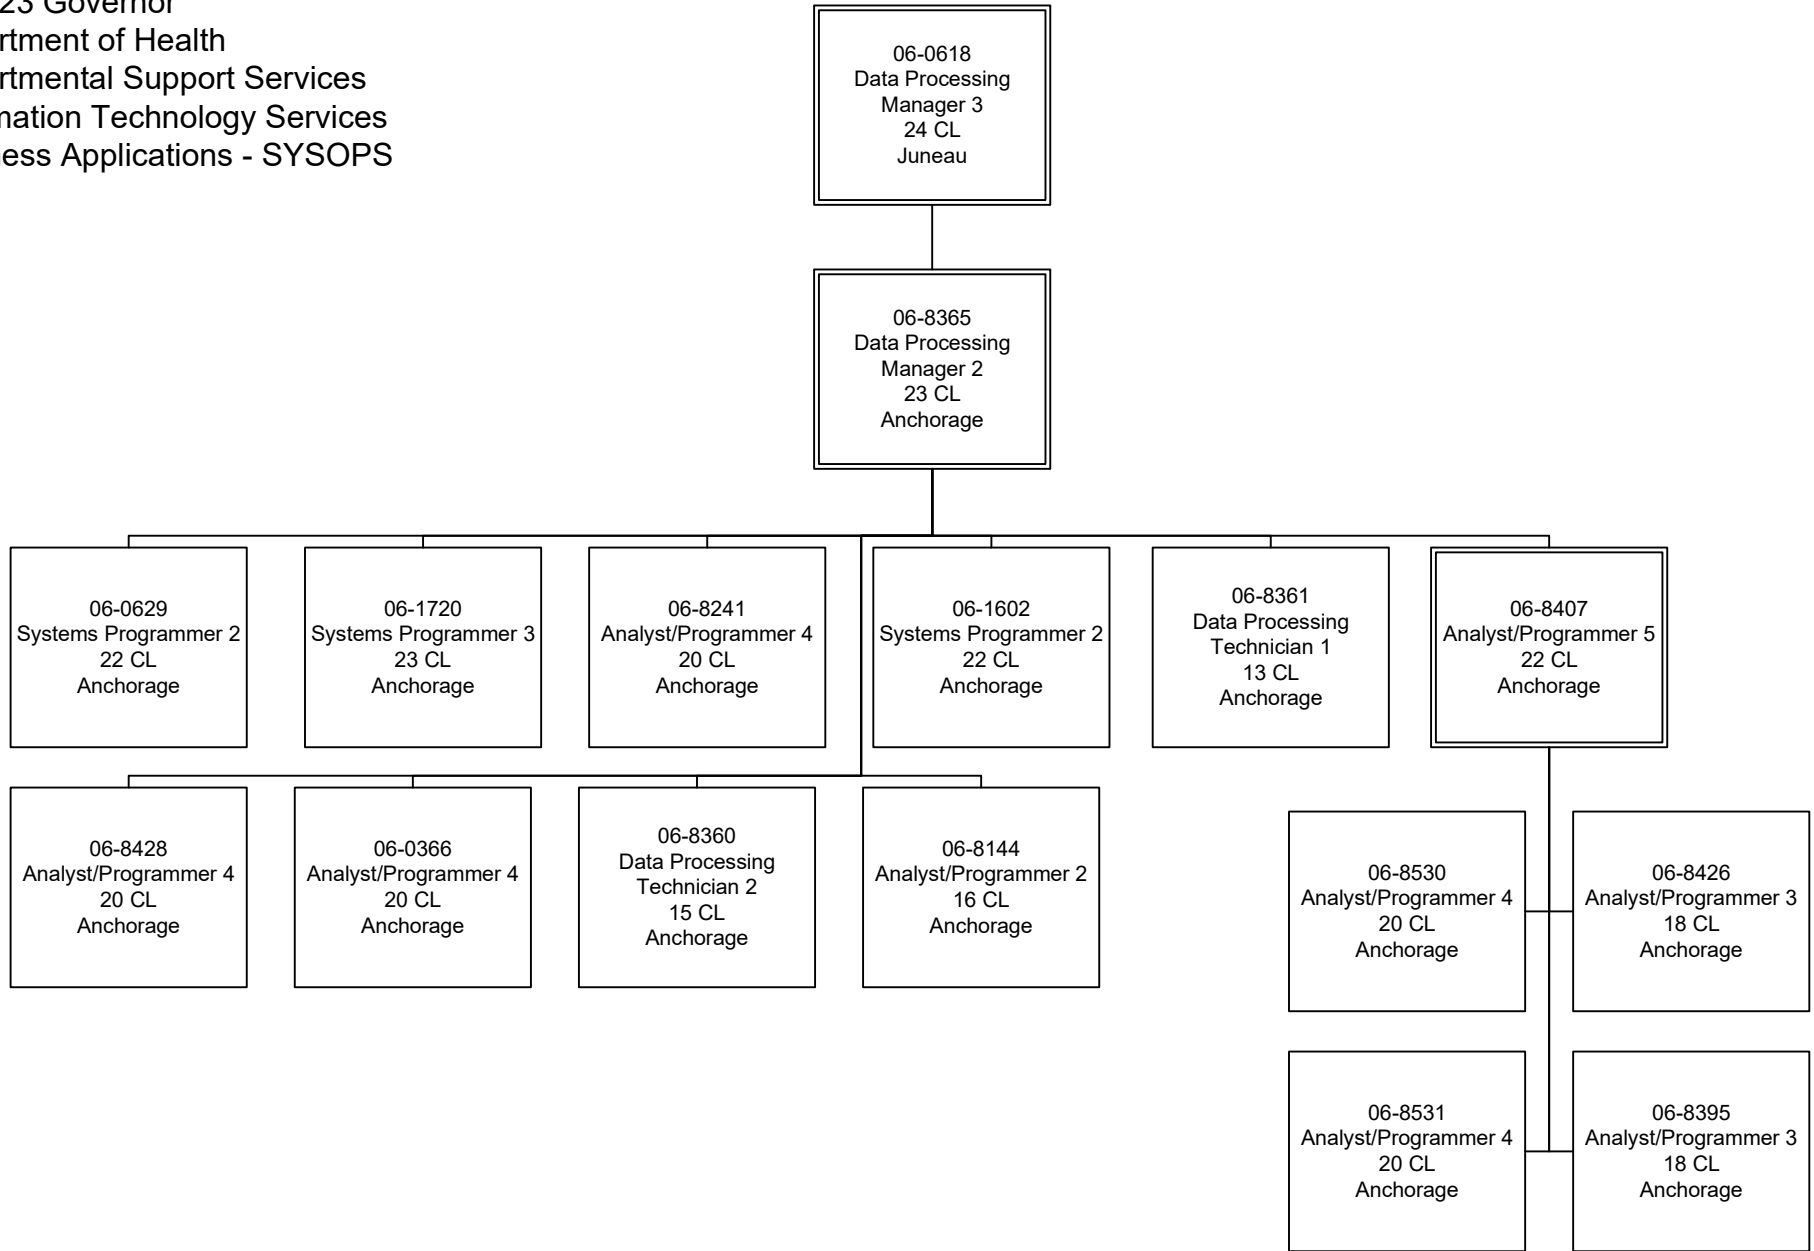 23 Governor
rtment of Health
rtmental Support Services
mation Technology Services
ness Applications - SYSOPS
06-0618
Data Processing
Manager 3
24 CL
Juneau
06-8365
Data Processing
Manager 2
23 CL
Anchorage
06-0629
Systems Programmer 2
22 CL
Anchorage
06-1720
Systems Programmer 3
23 CL
Anchorage
06-8241
Analyst/Programmer 4
20 CL
Anchorage
06-1602
Systems Programmer 2
22 CL
Anchorage
06-8361
Data Processing
Technician 1
13 CL
Anchorage
06-8407
Analyst/Programmer 5
22 CL
Anchorage
06-8428
Analyst/Programmer 4
20 CL
Anchorage
06-0366
Analyst/Programmer 4
20 CL
Anchorage
06-8360
Data Processing
Technician 2
15 CL
Anchorage
06-8144
Analyst/Programmer 2
16 CL
Anchorage
06-8530
Analyst/Programmer 4
20 CL
Anchorage
06-8426
Analyst/Programmer 3
18 CL
Anchorage
06-8531
Analyst/Programmer 4
20 CL
Anchorage
06-8395
Analyst/Programmer 3
18 CL
Anchorage